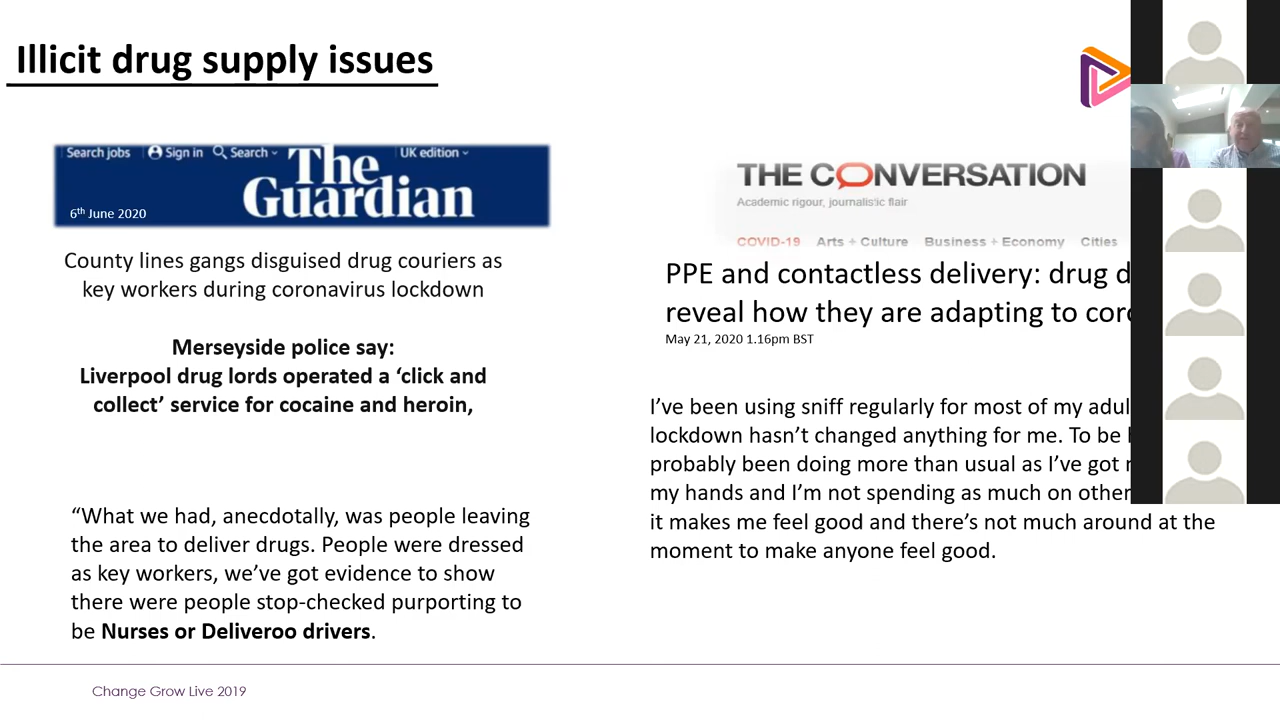 Illicit drug supply issues
Search jobs Sign in Search UK edition
The
Guardian
6th June 2020
County lines gangs disguised drug couriers as
key workers during coronavirus lockdown
Merseyside police say:
Liverpool drug lords operated a ‘click and
collect’ service for cocaine and heroin,
“What we had, anecdotally, was people leaving
the area to deliver drugs. People were dressed
as key workers, we’ve got evidence to show
there were people stop-checked purporting to
be Nurses or Deliveroo drivers.
THE CONVERSATION
Academic rigour, journalistic flair
COVID-19 Arts + Culture Business + Economy Cities
PPE and contactless delivery: drug
reveal how they are adapting to
May 21, 2020 1.16pm BST
I’ve been using sniff regularly for most of my
lockdown hasn’t changed anything for me. To be
probably been doing more than usual as I’ve got
my hands and I’m not spending as much on
it makes me feel good and there’s not much around at the
moment to make anyone feel good.
Change Grow Live 2019